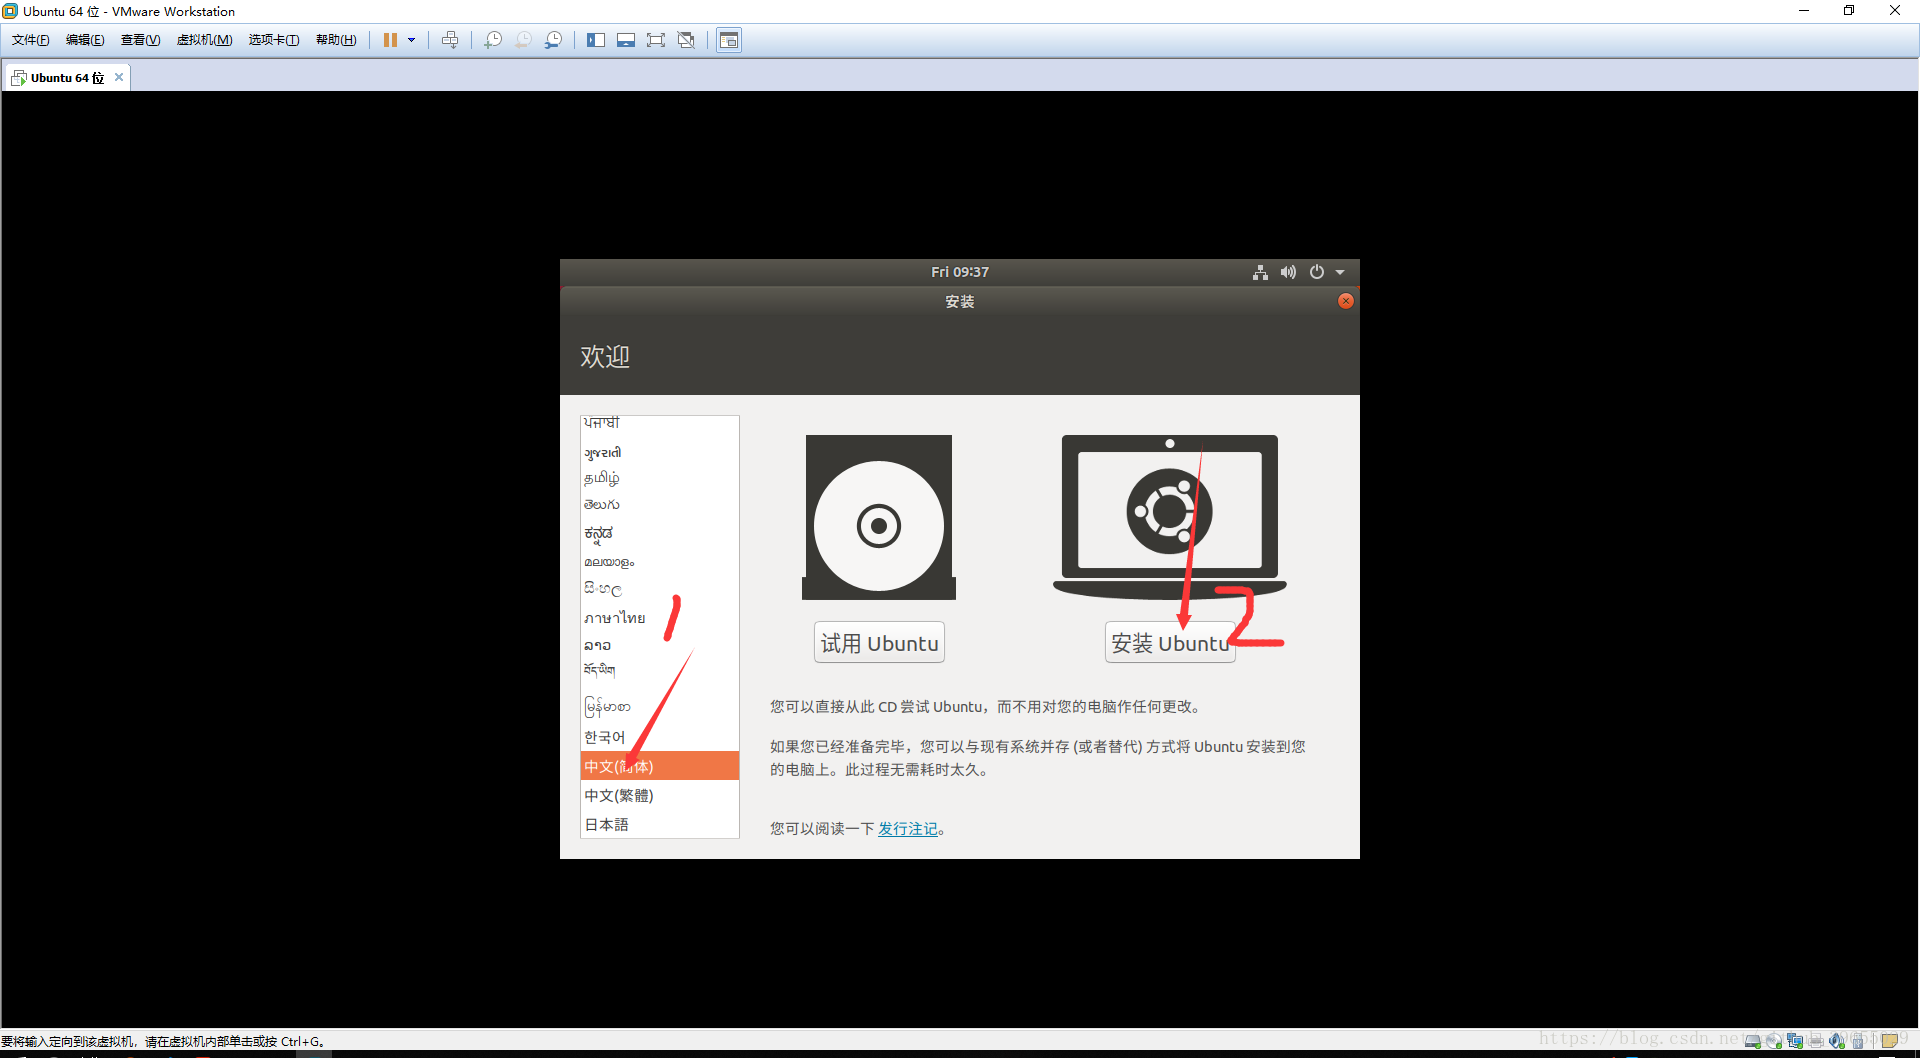 Ubuntu 64 位 - VMware Workstation
文件(F) 编辑(E) 查看(V) 虚拟机(M) 选项卡(T) 帮助(H)
Ubuntu 64 位
Fri 09:37
安装
欢迎
ਪੰਜਾਬੀ
ગુજરાતી
தமிழ்
తెలుగు
ಕನ್ನಡ
മലയാളം
සිංහල
ภาษาไทย
ລາວ
བོད་ཡིག
မြန်မာစာ
한국어
中文(简体)
中文(繁體)
日本語
1
试用 Ubuntu
安装 Ubuntu
2
您可以直接从此 CD 尝试 Ubuntu，而不用对您的电脑作任何更改。
如果您已经准备完毕，您可以与现有系统并存 (或者替代) 方式将 Ubuntu 安装到您
的电脑上。此过程无需耗时太久。
您可以阅读一下 发行注记。
要将输入定向到该虚拟机，请在虚拟机内部单击或按 Ctrl+G。